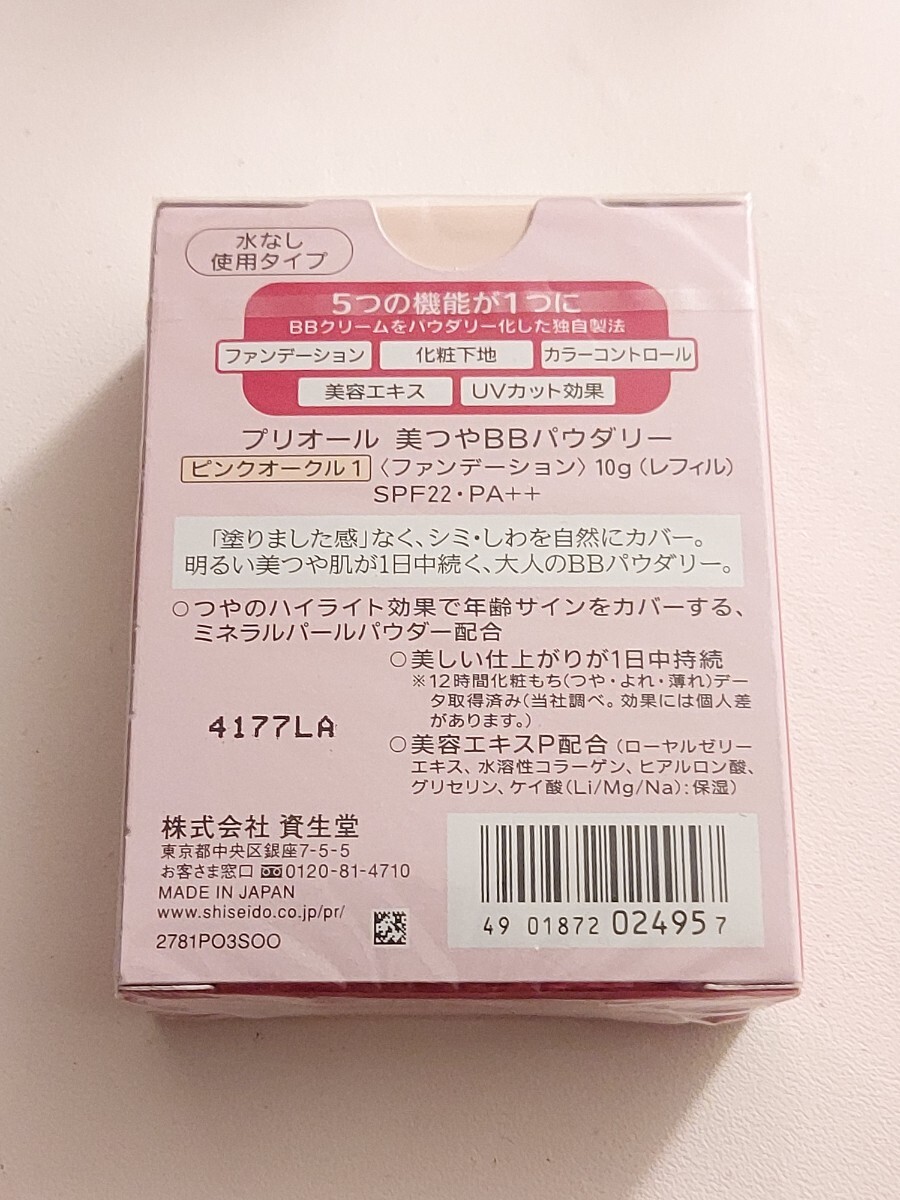 水なし
使用タイプ
5つの機能が1つに
BBクリームをパウダリー化した独自製法
ファンデーション 化粧下地 カラーコントロール
美容エキス UVカット効果
プリオール 美つやBBパウダリー
ピンクオークル1 〈ファンデーション〉 10g (レフィル)
SPF22・PA++
「塗りました感」なく、シミ・しわを自然にカバー。
明るい美つや肌が1日中続く、大人のBBパウダリー。
○つやのハイライト効果で年齢サインをカバーする、
ミネラルパールパウダー配合
○美しい仕上がりが1日中持続
※12時間化粧もち(つや・よれ・薄れ)デー
タ取得済み(当社調べ。効果には個人差
があります。)
4177LA
○美容エキスP配合 (ローヤルゼリー
エキス、水溶性コラーゲン、ヒアルロン酸、
グリセリン、ケイ酸(Li/Mg/Na):保湿)
株式会社 資生堂
東京都中央区銀座7-5-5
お客さま窓口 0120-81-4710
MADE IN JAPAN
www.shiseido.co.jp/pr/
2781PO3SOO
49 01872 02495 7